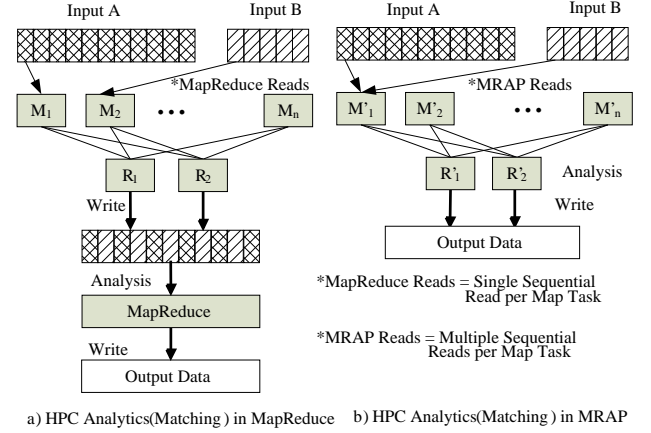 Input A
Input B
*MapReduce Reads
M1
M2
•••
Mn
R1
R2
Write
Analysis
MapReduce
Write
Output Data
a) HPC Analytics(Matching ) in MapReduce
Input A
Input B
*MRAP Reads
M'1
M'2
•••
M'n
R'1
R'2
Analysis
Write
Output Data
*MapReduce Reads = Single Sequential
Read per Map Task
*MRAP Reads = Multiple Sequential
Reads per Map Task
b) HPC Analytics(Matching ) in MRAP